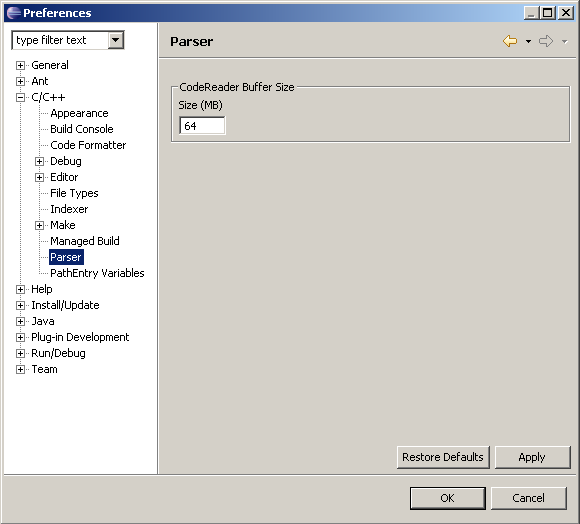 Preferences
type filter text
General
Ant
C/C++
Appearance
Build Console
Code Formatter
Debug
Editor
File Types
Indexer
Make
Managed Build
Parser
PathEntry Variables
Help
Install/Update
Java
Plug-in Development
Run/Debug
Team
Parser
CodeReader Buffer Size
Size (MB)
64
Restore Defaults Apply
OK Cancel